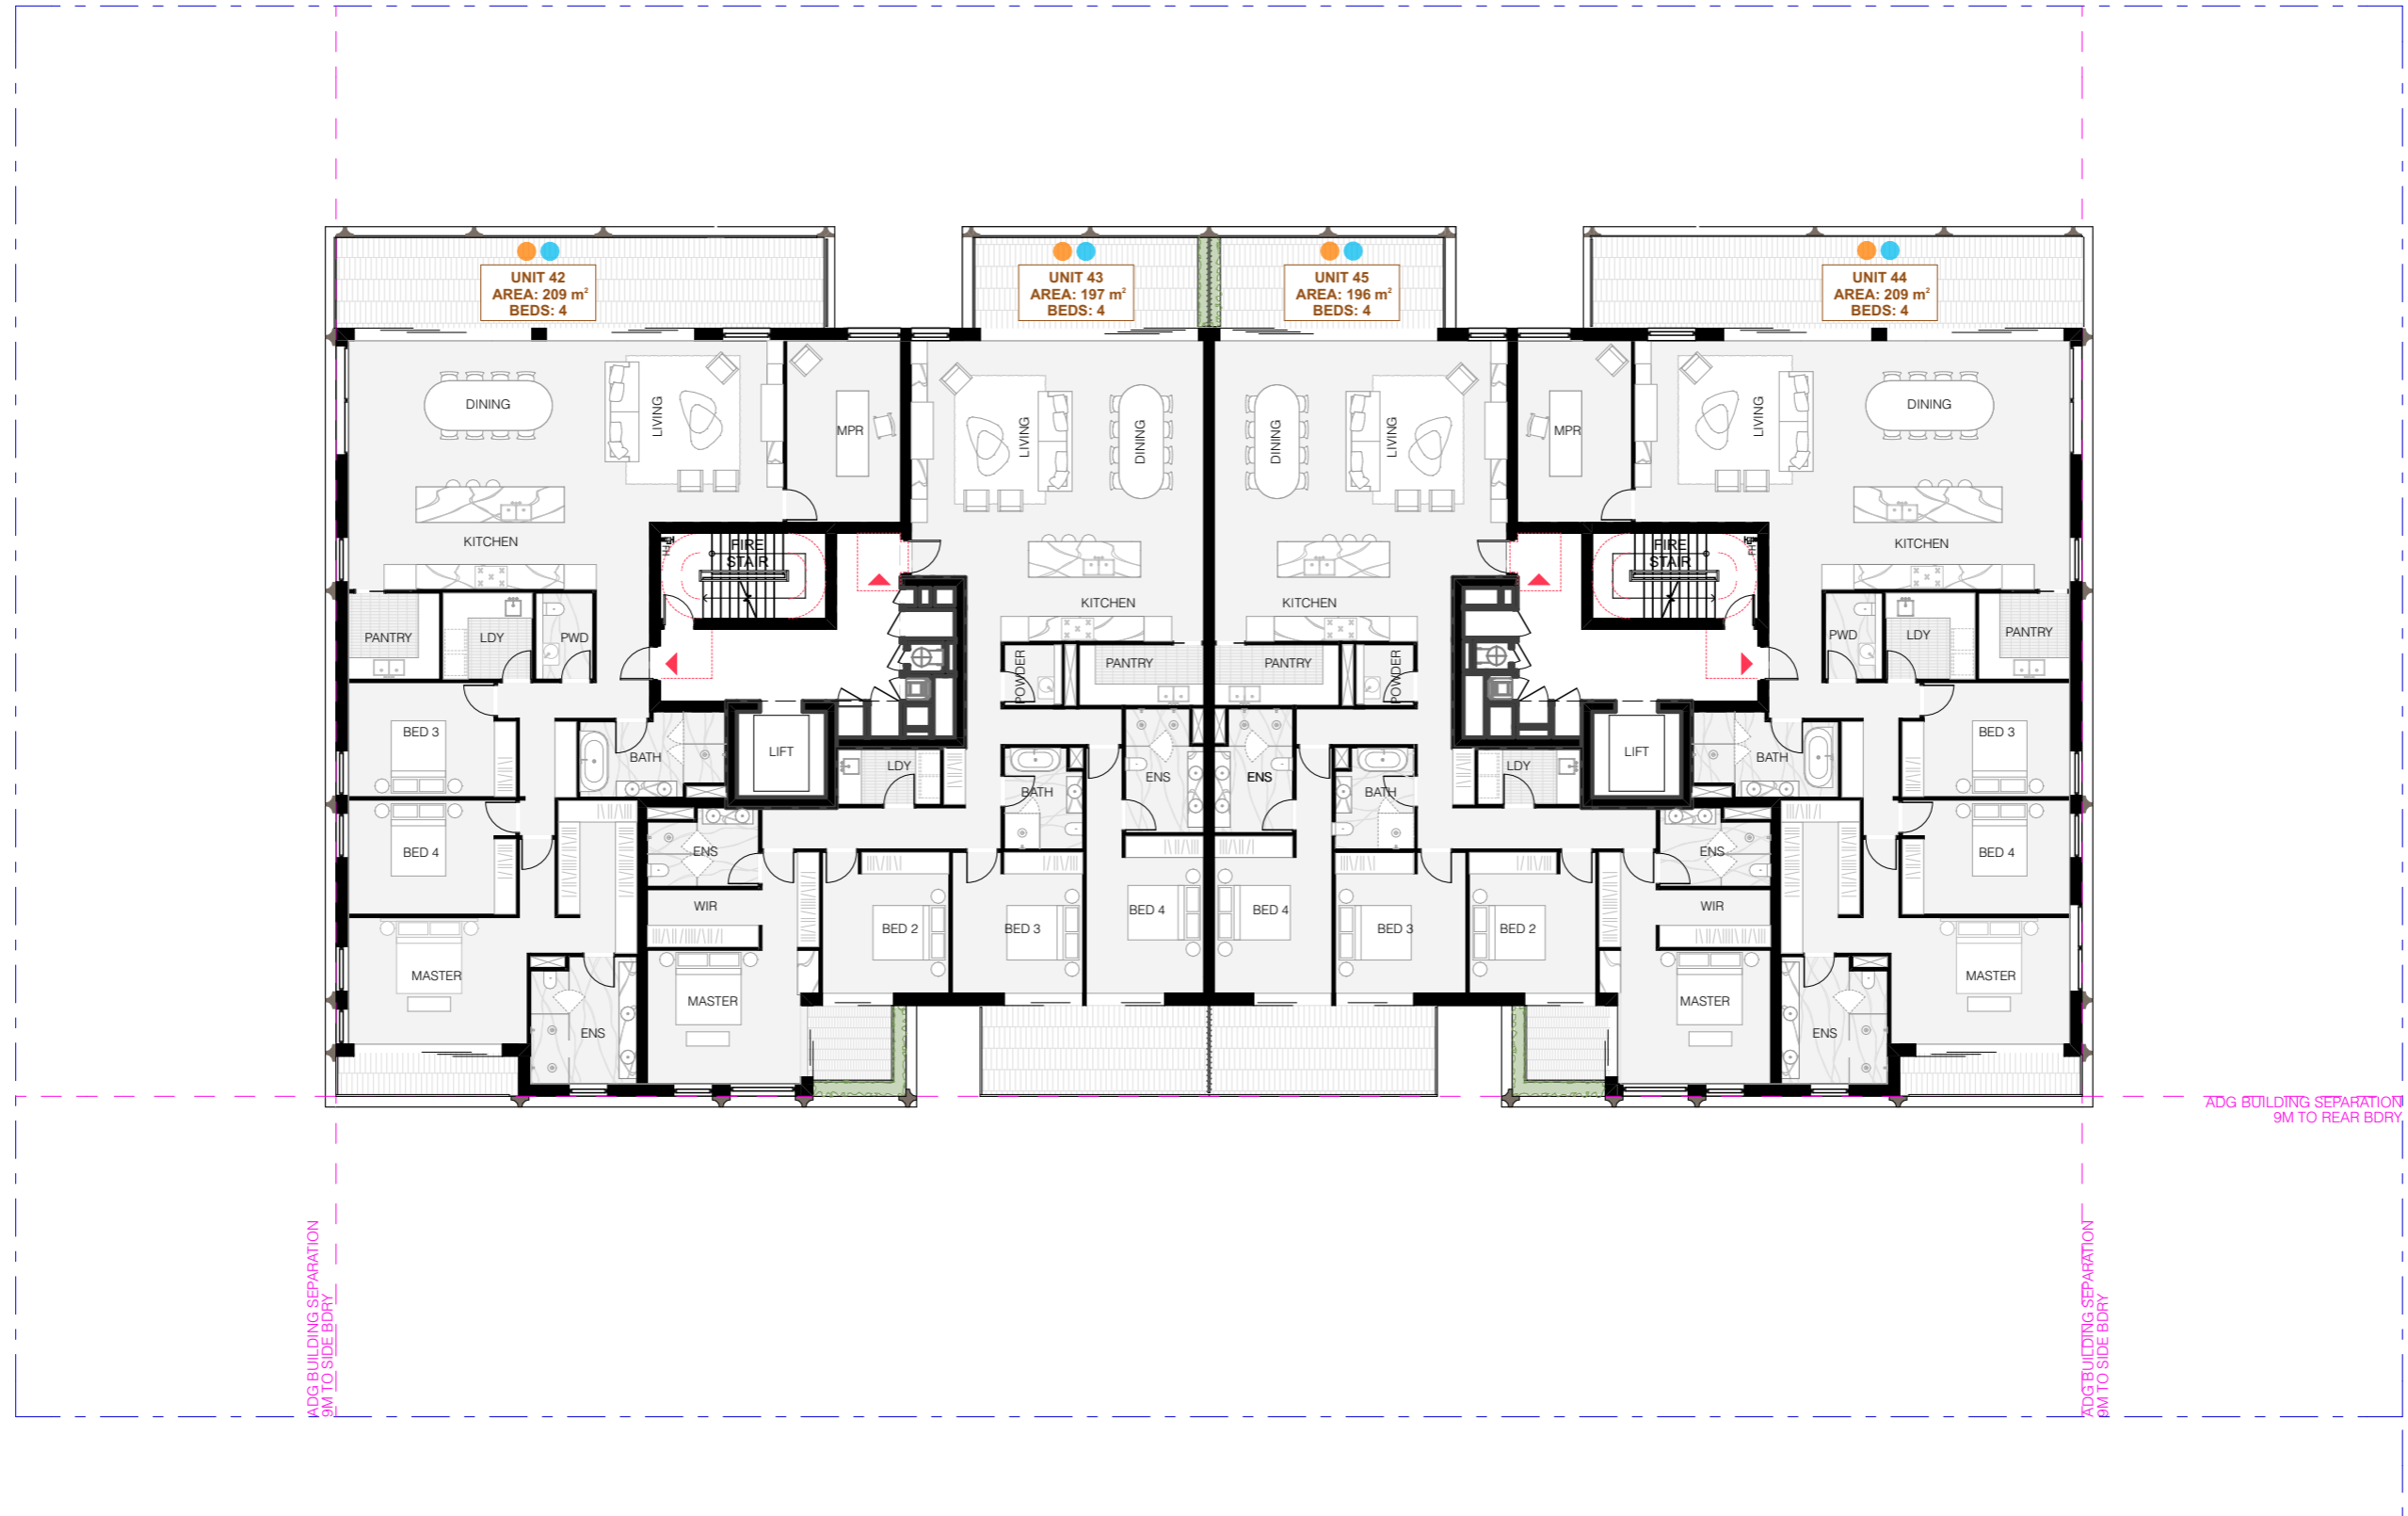 UNIT 42
AREA: 209 m²
BEDS: 4
UNIT 43
AREA: 197 m²
BEDS: 4
UNIT 45
AREA: 196 m²
BEDS: 4
UNIT 44
AREA: 209 m²
BEDS: 4
DINING
LIVING
MPR
LIVING
DINING
DINING
LIVING
MPR
LIVING
DINING
KITCHEN
FIRE
STAIR
FH
KITCHEN
KITCHEN
FIRE
STAIR
FH
KITCHEN
PANTRY
LDY
PWD
POWDER
PANTRY
PANTRY
POWDER
PWD
LDY
PANTRY
BED 3
BATH
LIFT
LDY
BATH
ENS
ENS
BATH
LDY
LIFT
BATH
BED 3
BED 4
ENS
ENS
BED 4
WIR
BED 2
BED 3
BED 4
BED 4
BED 3
BED 2
WIR
MASTER
MASTER
MASTER
MASTER
ENS
ENS
ADG BUILDING SEPARATION
9M TO REAR BDRY
ADG BUILDING SEPARATION
9M TO SIDE BDRY
ADG BUILDING SEPARATION
9M TO SIDE BDRY